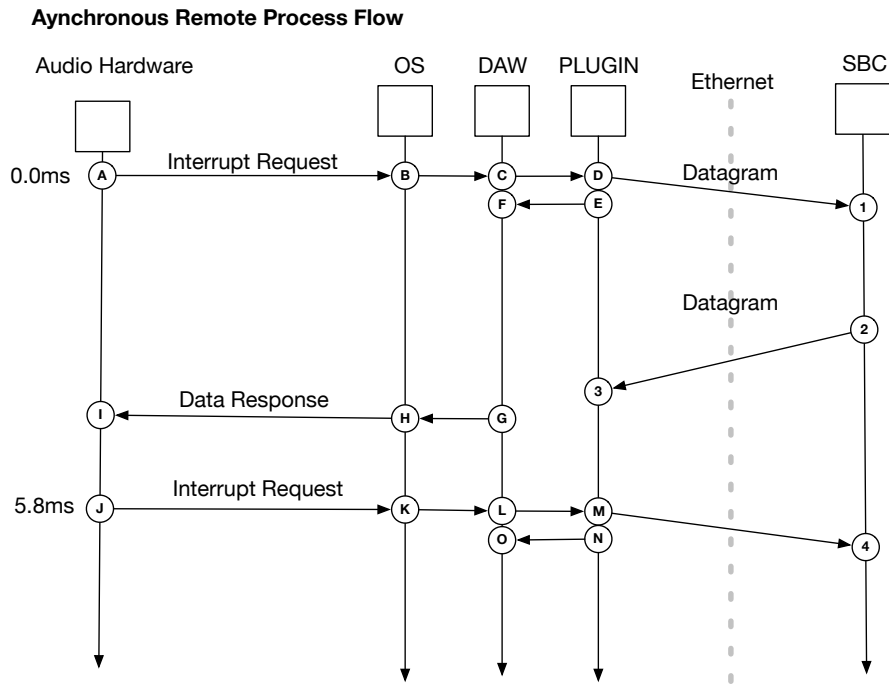 Aynchronous Remote Process Flow
Audio Hardware
OS
DAW
PLUGIN
Ethernet
SBC
0.0ms
A
Interrupt Request
B
C
D
Datagram
F
E
1
Datagram
2
3
I
Data Response
H
G
5.8ms
J
Interrupt Request
K
L
M
O
N
4